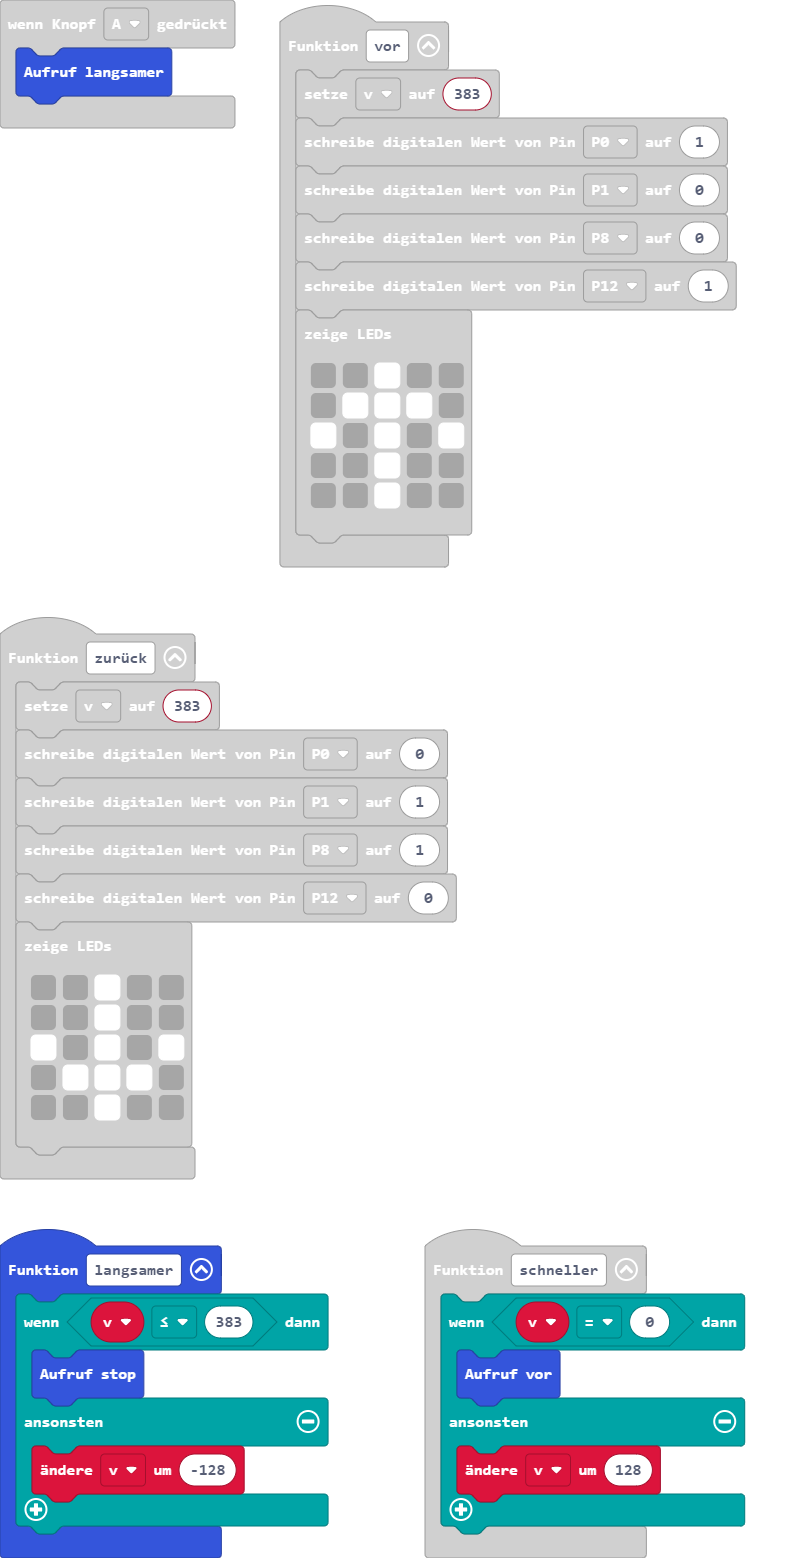 wenn Knopf A gedrückt
Aufruf langsamer
Funktion vor
setze v auf 383
schreibe digitalen Wert von Pin P0 auf 1
schreibe digitalen Wert von Pin P1 auf 0
schreibe digitalen Wert von Pin P8 auf 0
schreibe digitalen Wert von Pin P12 auf 1
zeige LEDs
Funktion zurück
setze v auf 383
schreibe digitalen Wert von Pin P0 auf 0
schreibe digitalen Wert von Pin P1 auf 1
schreibe digitalen Wert von Pin P8 auf 1
schreibe digitalen Wert von Pin P12 auf 0
zeige LEDs
Funktion langsamer
wenn v ≤ 383 dann
Aufruf stop
ansonsten
ändere v um -128
Funktion schneller
wenn v = 0 dann
Aufruf vor
ansonsten
ändere v um 128